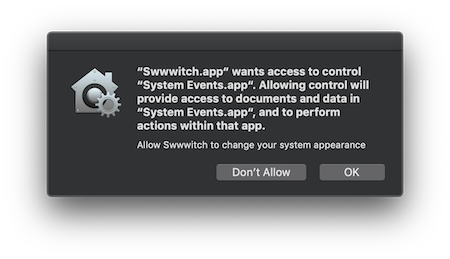 “Swwwitch.app” wants access to control
“System Events.app”. Allowing control will
provide access to documents and data in
“System Events.app”, and to perform
actions within that app.
Allow Swwwitch to change your system appearance
Don’t Allow
OK